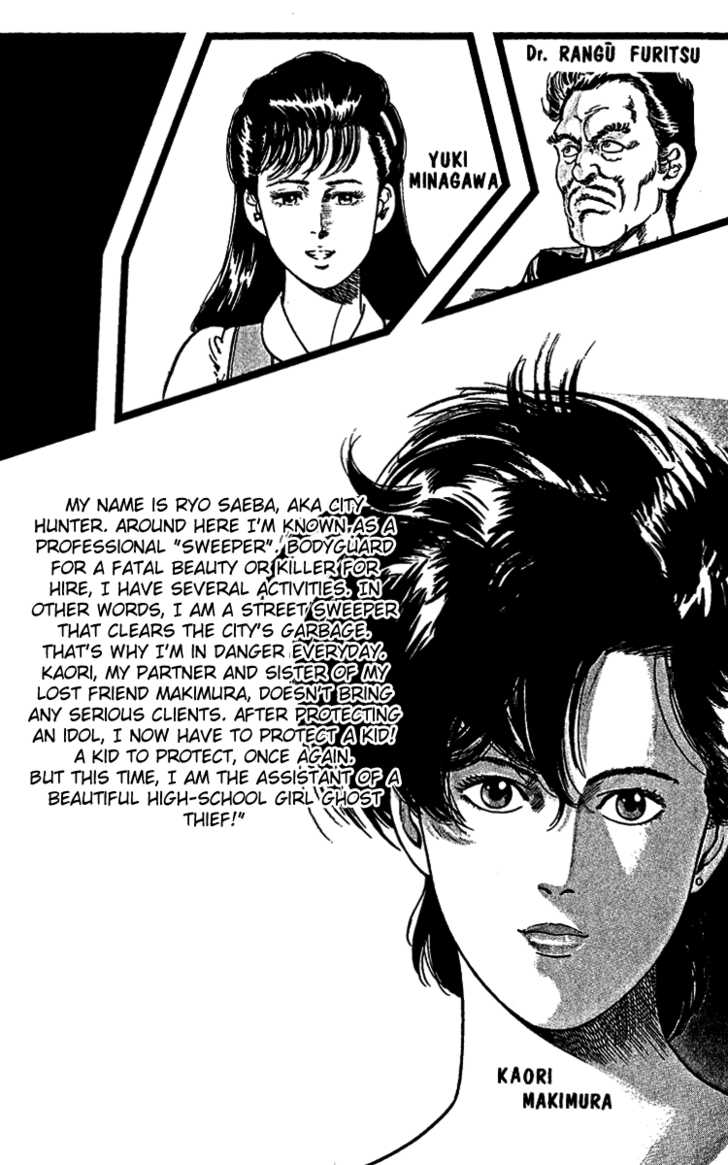 Dr. RANGŪ FURITSU
YUKI
MINAGAWA
MY NAME IS RYO SAEBA, AKA CITY
HUNTER. AROUND HERE I'M KNOWN AS A
PROFESSIONAL "SWEEPER". BODYGUARD
FOR A FATAL BEAUTY OR KILLER FOR
HIRE, I HAVE SEVERAL ACTIVITIES. IN
OTHER WORDS, I AM A STREET SWEEPER
THAT CLEARS THE CITY'S GARBAGE.
THAT'S WHY I'M IN DANGER EVERYDAY.
KAORI, MY PARTNER AND SISTER OF MY
LOST FRIEND MAKIMURA, DOESN'T BRING
ANY SERIOUS CLIENTS. AFTER PROTECTING
AN IDOL, I NOW HAVE TO PROTECT A KID!
A KID TO PROTECT, ONCE AGAIN.
BUT THIS TIME, I AM THE ASSISTANT OF A
BEAUTIFUL HIGH-SCHOOL GIRL GHOST
THIEF!"
KAORI
MAKIMURA